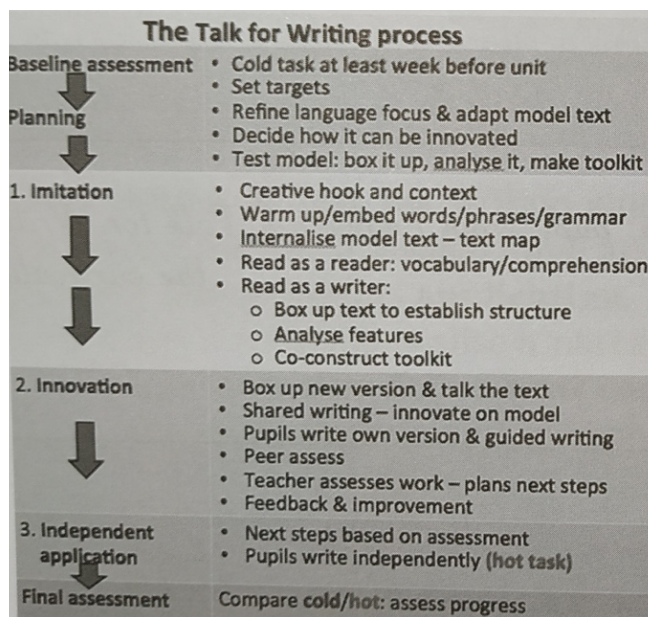 The Talk for Writing process
Baseline assessment
• Cold task at least week before unit
• Set targets
Planning
• Refine language focus & adapt model text
• Decide how it can be innovated
• Test model: box it up, analyse it, make toolkit
1. Imitation
• Creative hook and context
• Warm up/embed words/phrases/grammar
• Internalise model text – text map
• Read as a reader: vocabulary/comprehension
• Read as a writer:
o Box up text to establish structure
o Analyse features
o Co-construct toolkit
2. Innovation
• Box up new version & talk the text
• Shared writing – innovate on model
• Pupils write own version & guided writing
• Peer assess
• Teacher assesses work – plans next steps
• Feedback & improvement
3. Independent
application
• Next steps based on assessment
• Pupils write independently (hot task)
Final assessment
Compare cold/hot: assess progress